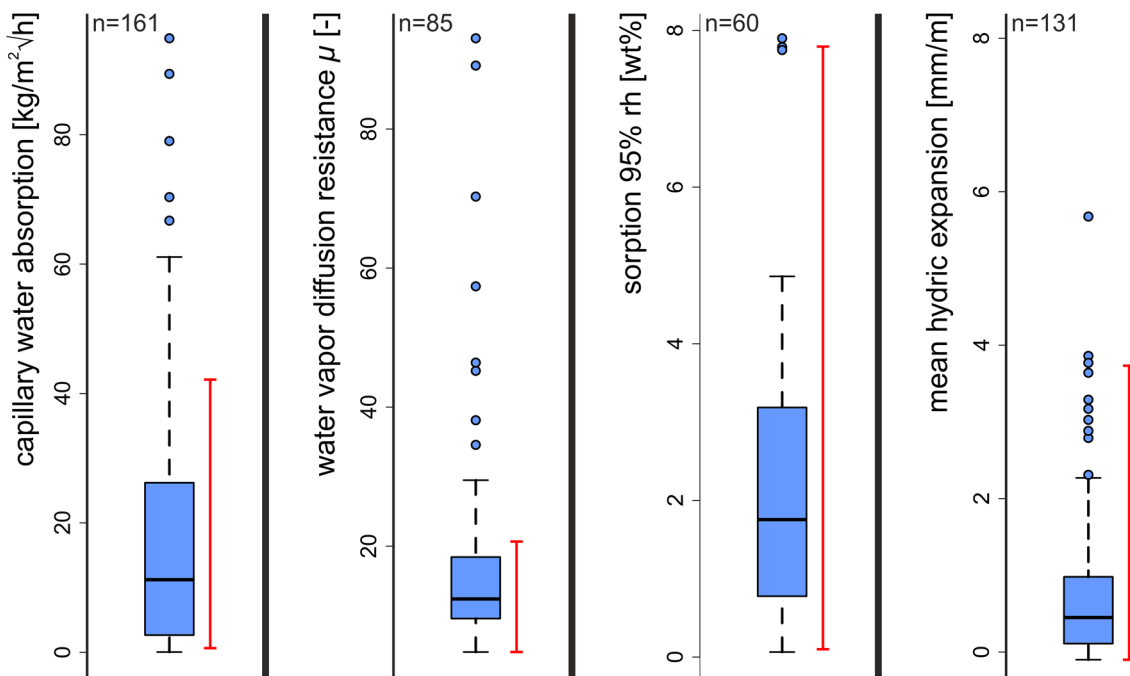 capillary water absorption [kg/m²√h]
n=161
80
60
40
20
0
water vapor diffusion resistance μ [-]
n=85
80
60
40
20
sorption 95% rh [wt%]
n=60
8
6
4
2
0
mean hydric expansion [mm/m]
n=131
8
6
4
2
0